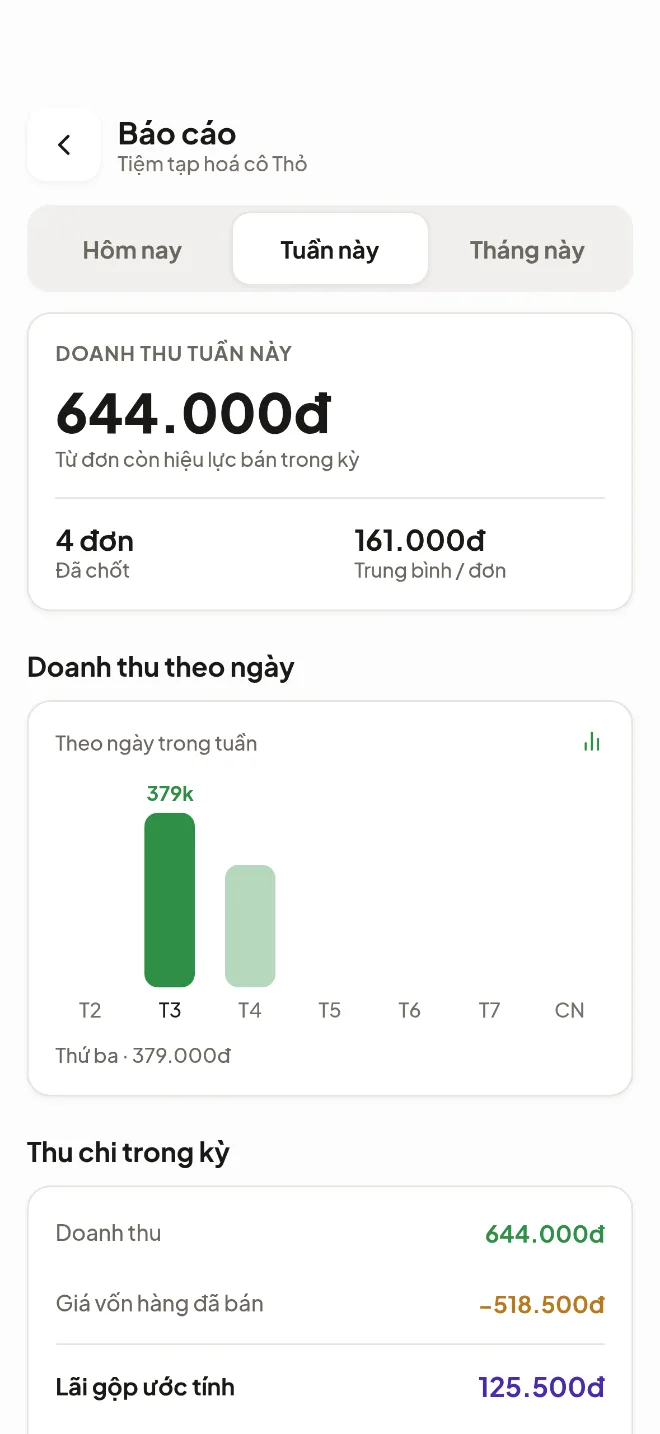 Báo cáo
Tiệm tạp hoá cô Thỏ
Hôm nay
Tuần này
Tháng này
DOANH THU TUẦN NÀY
644.000đ
Từ đơn còn hiệu lực bán trong kỳ
4 đơn
161.000đ
Đã chốt
Trung bình / đơn
Doanh thu theo ngày
Theo ngày trong tuần
379k
T2
T3
T4
T5
T6
T7
CN
Thứ ba · 379.000đ
Thu chi trong kỳ
Doanh thu
644.000đ
Giá vốn hàng đã bán
–518.500đ
Lãi gộp ước tính
125.500đ